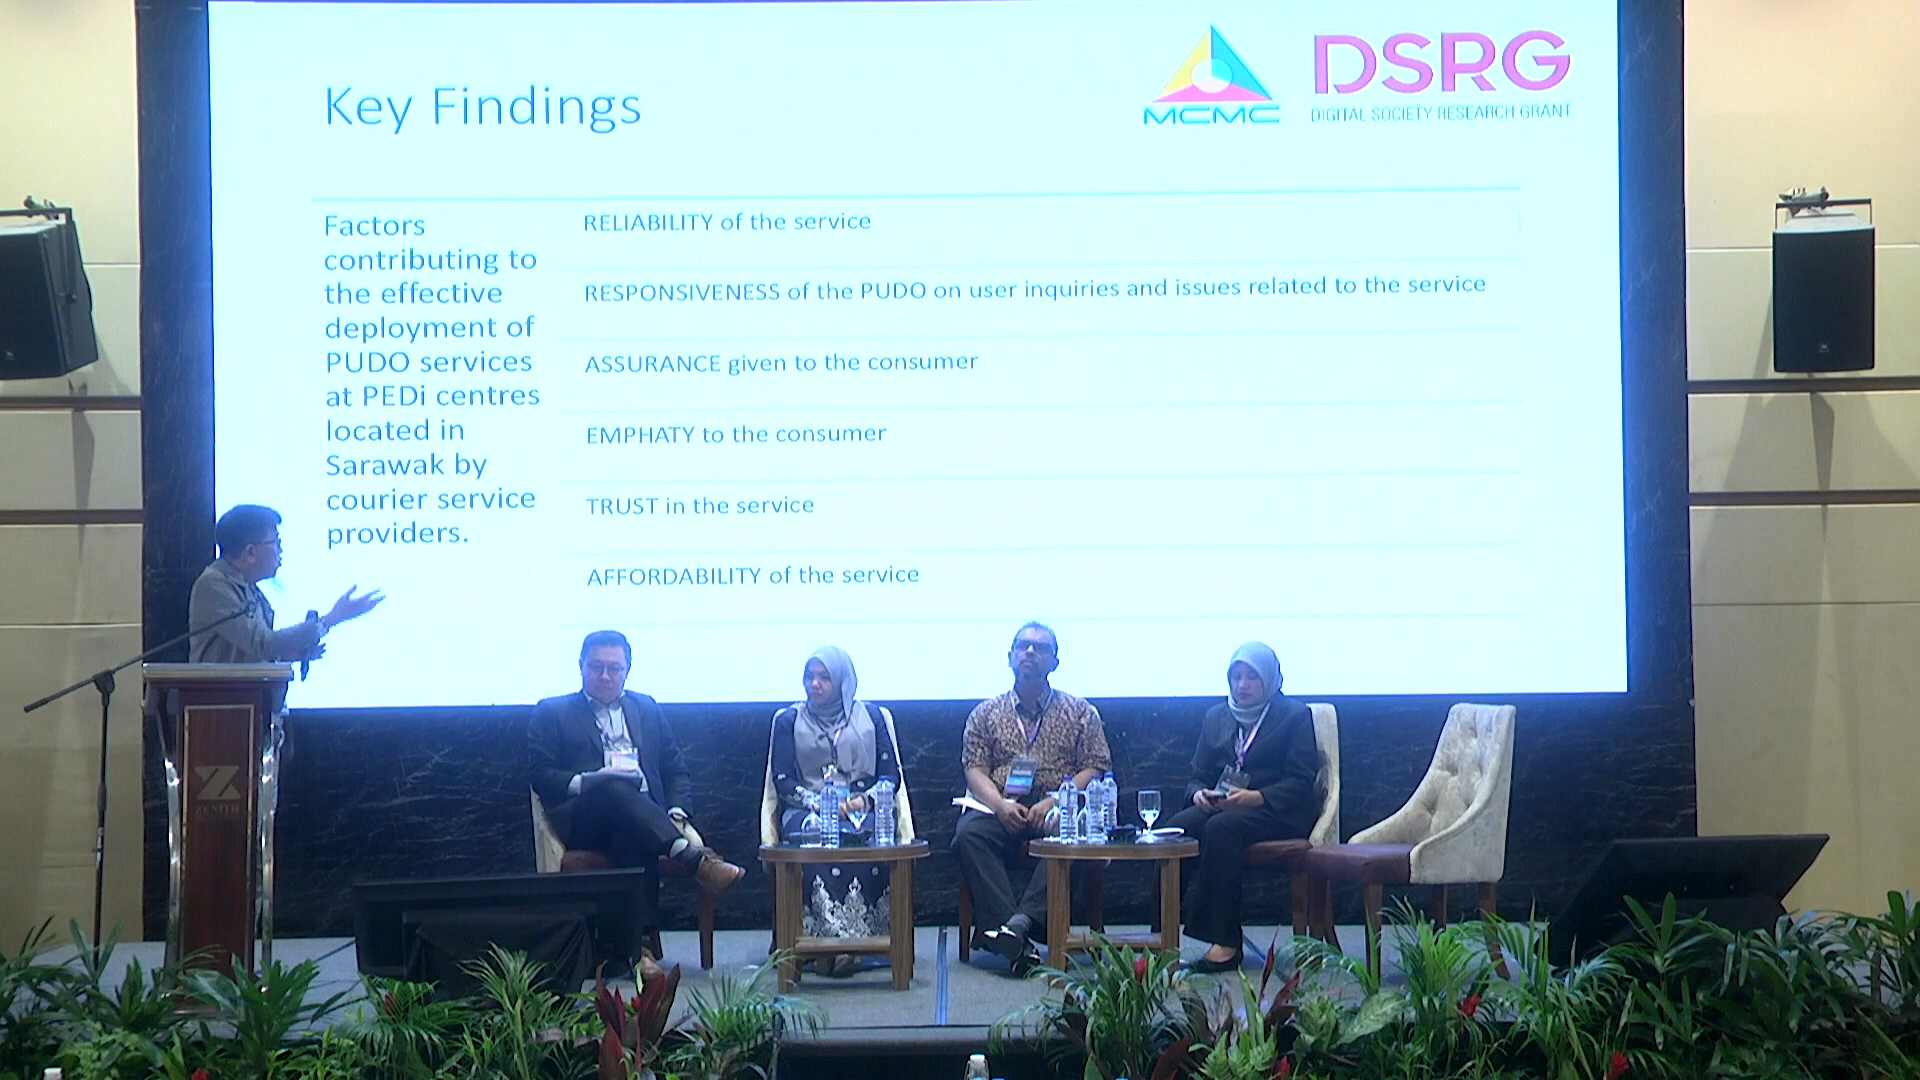 Key Findings
MCMC
DSRG
DIGITAL SOCIETY RESEARCH GRANT
Factors
contributing to
the effective
deployment of
PUDO services
at PEDi centres
located in
Sarawak by
courier service
providers.
RELIABILITY of the service
RESPONSIVENESS of the PUDO on user inquiries and issues related to the service
ASSURANCE given to the consumer
EMPHATY to the consumer
TRUST in the service
AFFORDABILITY of the service
ZENITH